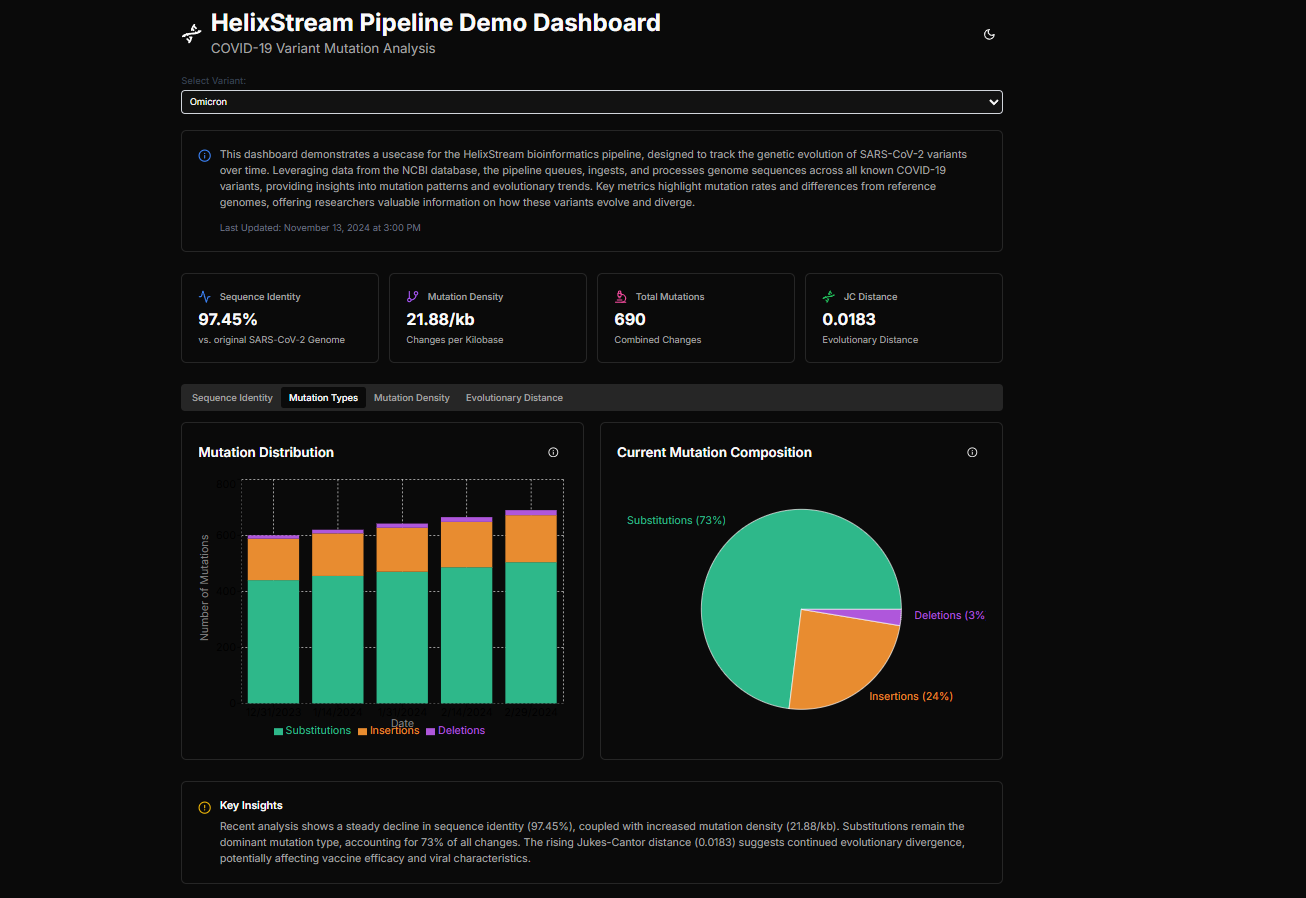 HelixStream Pipeline Demo Dashboard
COVID-19 Variant Mutation Analysis
Select Variant:
Omicron
This dashboard demonstrates a usecase for the HelixStream bioinformatics pipeline, designed to track the genetic evolution of SARS-CoV-2 variants
over time. Leveraging data from the NCBI database, the pipeline queues, ingests, and processes genome sequences across all known COVID-19
variants, providing insights into mutation patterns and evolutionary trends. Key metrics highlight mutation rates and differences from reference
genomes, offering researchers valuable information on how these variants evolve and diverge.
Last Updated: November 13, 2024 at 3:00 PM
Sequence Identity
97.45%
vs. original SARS-CoV-2 Genome
Mutation Density
21.88/kb
Changes per Kilobase
Total Mutations
690
Combined Changes
JC Distance
0.0183
Evolutionary Distance
Sequence Identity Mutation Types Mutation Density Evolutionary Distance
Mutation Distribution
800
600
400
200
0
Number of Mutations
Date
Substitutions Insertions Deletions
Current Mutation Composition
Substitutions (73%)
Deletions (3%
Insertions (24%)
Key Insights
Recent analysis shows a steady decline in sequence identity (97.45%), coupled with increased mutation density (21.88/kb). Substitutions remain the
dominant mutation type, accounting for 73% of all changes. The rising Jukes-Cantor distance (0.0183) suggests continued evolutionary divergence,
potentially affecting vaccine efficacy and viral characteristics.